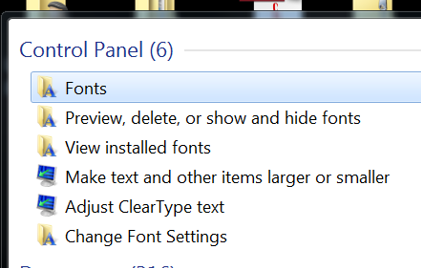 Control Panel (6)
Fonts
Preview, delete, or show and hide fonts
View installed fonts
Make text and other items larger or smaller
Adjust ClearType text
Change Font Settings